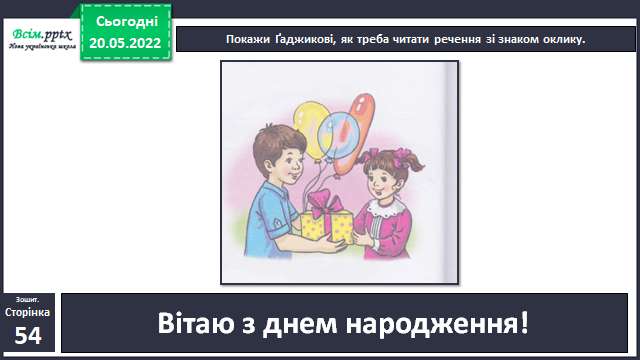 Всім.pptx
Нова українська школа
Сьогодні
20.05.2022
Покажи Ґаджикові, як треба читати речення зі знаком оклику.
Зошит.
Сторінка
54
Вітаю з днем народження!